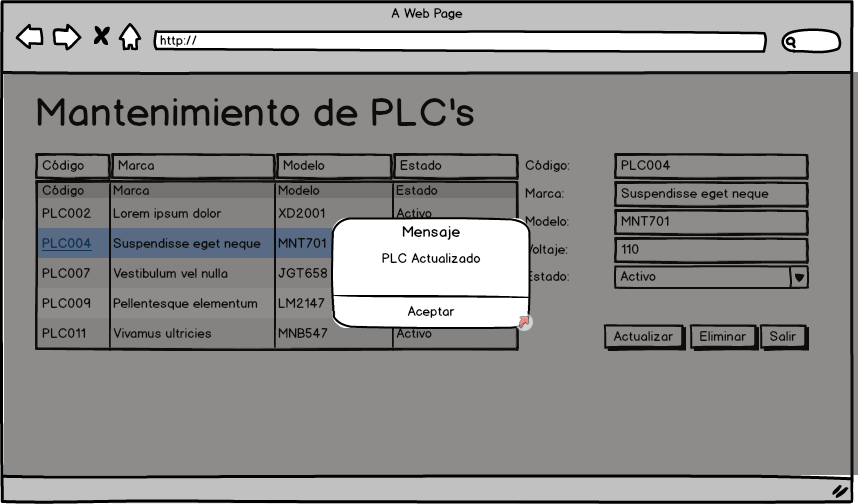 A Web Page
http://
Mantenimiento de PLC's
Código Marca Modelo Estado
Código Marca Modelo Estado
PLC002 Lorem ipsum dolor XD2001 Activo
PLC004 Suspendisse eget neque MNT701
PLC007 Vestibulum vel nulla JGT658
PLC009 Pellentesque elementum LM2147
PLC011 Vivamus ultricies MNB547 Activo
Código: PLC004
Marca: Suspendisse eget neque
Modelo: MNT701
Voltaje: 110
Estado: Activo
Actualizar Eliminar Salir
Mensaje
PLC Actualizado
Aceptar